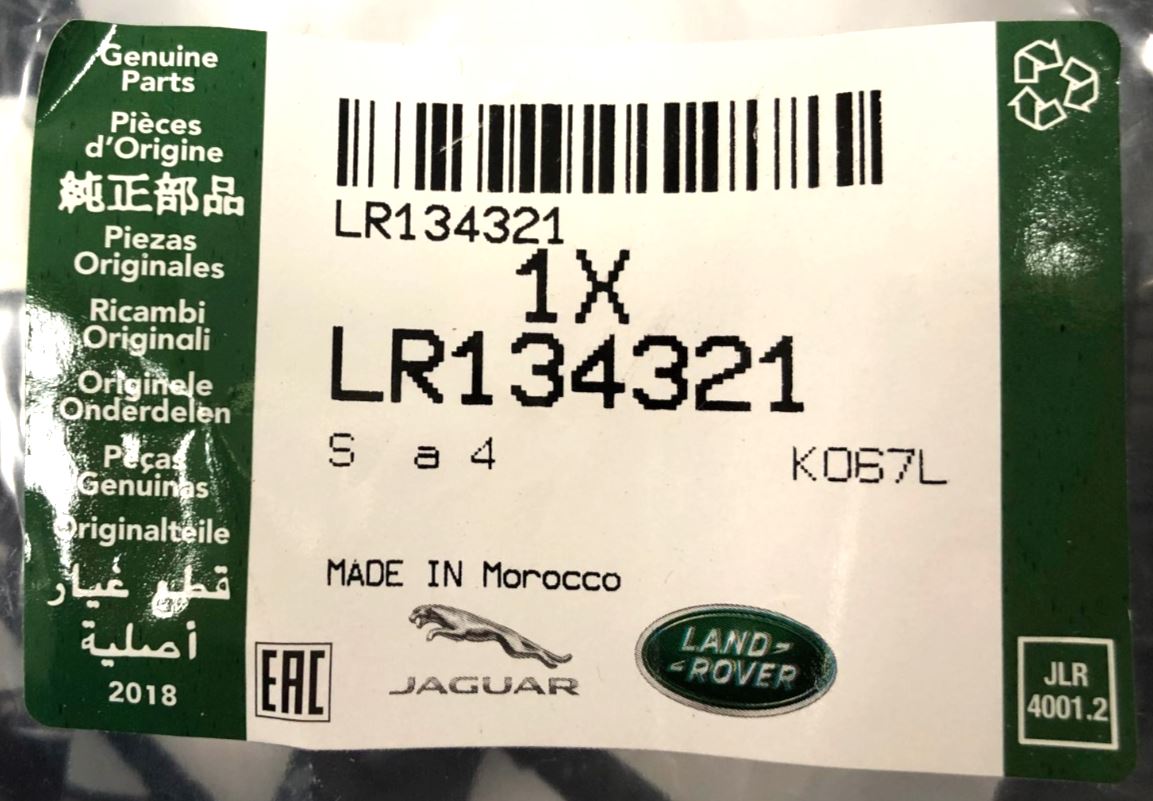 Genuine
Parts
Pièces
d'Origine
純正部品
Piezas
Originales
Ricambi
Originali
Originele
Onderdelen
Peças
Genuinas
Originalteile
قطع غيار
أصلية
2018
LR134321
1X
LR134321
S a 4 K067L
MADE IN Morocco
EAC
JAGUAR
LAND-
-ROVER
JLR
4001.2